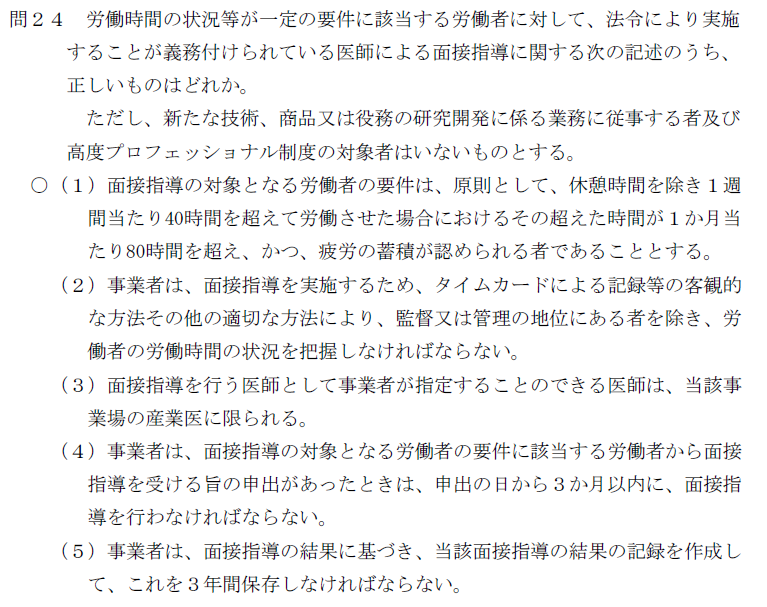 問２４　労働時間の状況等が一定の要件に該当する労働者に対して、法令により実施
することが義務付けられている医師による面接指導に関する次の記述のうち、
正しいものはどれか。
ただし、新たな技術、商品又は役務の研究開発に係る業務に従事する者及び
高度プロフェッショナル制度の対象者はいないものとする。
○（１）面接指導の対象となる労働者の要件は、原則として、休憩時間を除き１週
間当たり40時間を超えて労働させた場合におけるその超えた時間が１か月当
たり80時間を超え、かつ、疲労の蓄積が認められる者であることとする。
（２）事業者は、面接指導を実施するため、タイムカードによる記録等の客観的
な方法その他の適切な方法により、監督又は管理の地位にある者を除き、労
働者の労働時間の状況を把握しなければならない。
（３）面接指導を行う医師として事業者が指定することのできる医師は、当該事
業場の産業医に限られる。
（４）事業者は、面接指導の対象となる労働者の要件に該当する労働者から面接
指導を受ける旨の申出があったときは、申出の日から３か月以内に、面接指
導を行わなければならない。
（５）事業者は、面接指導の結果に基づき、当該面接指導の結果の記録を作成し
て、これを３年間保存しなければならない。